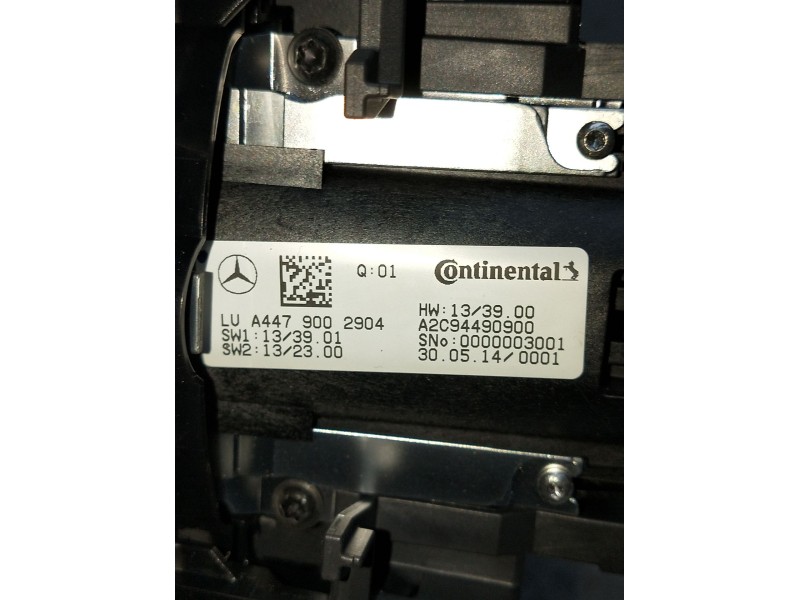 Q:01
Continental
LU A447 900 2904
SW1:13/39.01
SW2:13/23.00
HW:13/39.00
A2C94490900
SNo:0000003001
30.05.14/0001